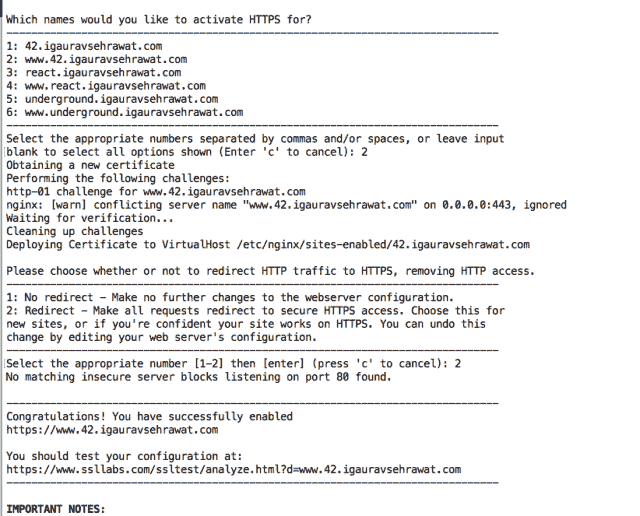 Which names would you like to activate HTTPS for?
-------------------------------------------------------------------------------
1: 42.igauravsehrawat.com
2: www.42.igauravsehrawat.com
3: react.igauravsehrawat.com
4: www.react.igauravsehrawat.com
5: underground.igauravsehrawat.com
6: www.underground.igauravsehrawat.com
-------------------------------------------------------------------------------
Select the appropriate numbers separated by commas and/or spaces, or leave input
blank to select all options shown (Enter 'c' to cancel): 2
Obtaining a new certificate
Performing the following challenges:
http-01 challenge for www.42.igauravsehrawat.com
nginx: [warn] conflicting server name "www.42.igauravsehrawat.com" on 0.0.0.0:443, ignored
Waiting for verification...
Cleaning up challenges
Deploying Certificate to VirtualHost /etc/nginx/sites-enabled/42.igauravsehrawat.com
Please choose whether or not to redirect HTTP traffic to HTTPS, removing HTTP access.
-------------------------------------------------------------------------------
1: No redirect - Make no further changes to the webserver configuration.
2: Redirect - Make all requests redirect to secure HTTPS access. Choose this for
new sites, or if you're confident your site works on HTTPS. You can undo this
change by editing your web server's configuration.
-------------------------------------------------------------------------------
Select the appropriate number [1-2] then [enter] (press 'c' to cancel): 2
No matching insecure server blocks listening on port 80 found.
-------------------------------------------------------------------------------
Congratulations! You have successfully enabled
https://www.42.igauravsehrawat.com
You should test your configuration at:
https://www.ssllabs.com/ssltest/analyze.html?d=www.42.igauravsehrawat.com
-------------------------------------------------------------------------------
IMPORTANT NOTES: